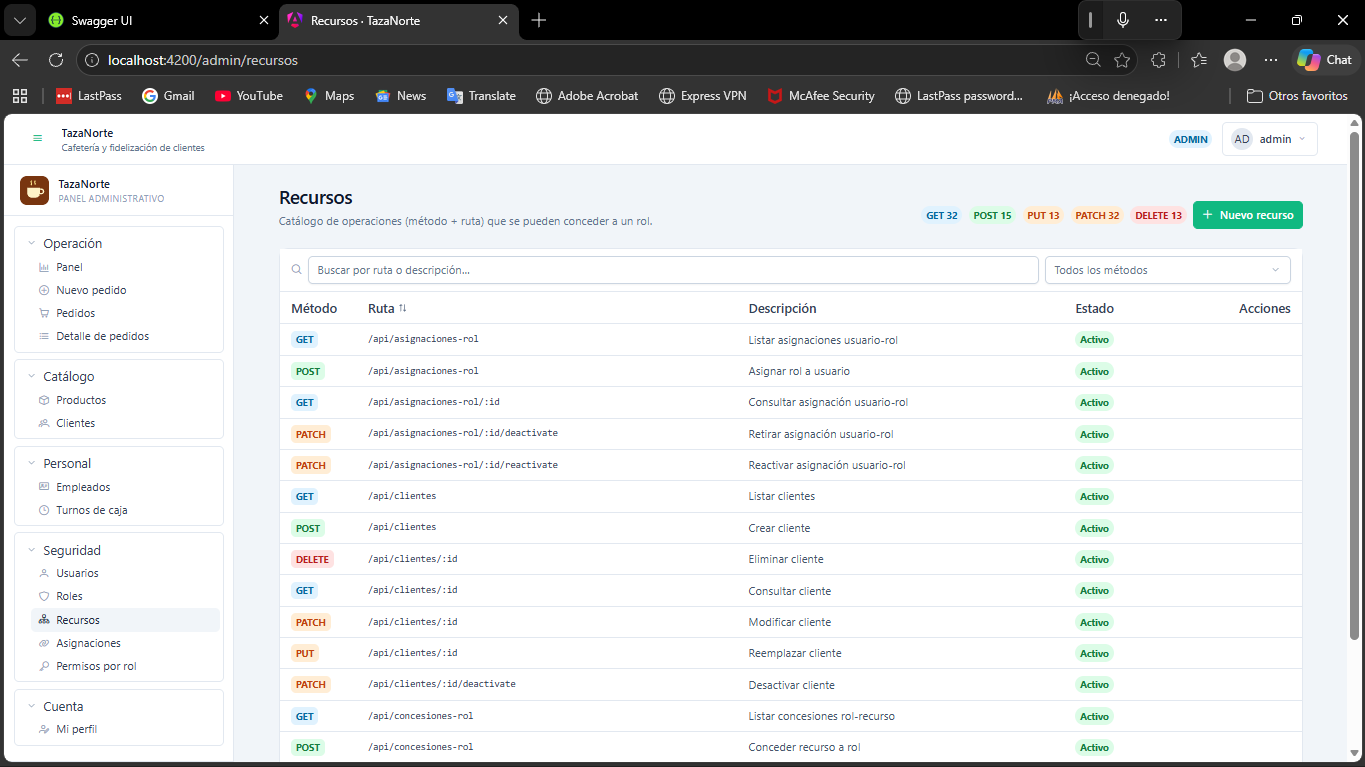 Swagger UI
Recursos · TazaNorte
localhost:4200/admin/recursos
Chat
LastPass
Gmail
YouTube
Maps
News
Translate
Adobe Acrobat
Express VPN
McAfee Security
LastPass password...
¡Acceso denegado!
Otros favoritos
TazaNorte
Cafetería y fidelización de clientes
ADMIN
AD admin
TazaNorte
PANEL ADMINISTRATIVO
Operación
Panel
Nuevo pedido
Pedidos
Detalle de pedidos
Catálogo
Productos
Clientes
Personal
Empleados
Turnos de caja
Seguridad
Usuarios
Roles
Recursos
Asignaciones
Permisos por rol
Cuenta
Mi perfil
Recursos
Catálogo de operaciones (método + ruta) que se pueden conceder a un rol.
GET 32 POST 15 PUT 13 PATCH 32 DELETE 13 + Nuevo recurso
Buscar por ruta o descripción... Todos los métodos
Método Ruta Descripción Estado Acciones
GET /api/asignaciones-rol Listar asignaciones usuario-rol Activo
POST /api/asignaciones-rol Asignar rol a usuario Activo
GET /api/asignaciones-rol/:id Consultar asignación usuario-rol Activo
PATCH /api/asignaciones-rol/:id/deactivate Retirar asignación usuario-rol Activo
PATCH /api/asignaciones-rol/:id/reactivate Reactivar asignación usuario-rol Activo
GET /api/clientes Listar clientes Activo
POST /api/clientes Crear cliente Activo
DELETE /api/clientes/:id Eliminar cliente Activo
GET /api/clientes/:id Consultar cliente Activo
PATCH /api/clientes/:id Modificar cliente Activo
PUT /api/clientes/:id Reemplazar cliente Activo
PATCH /api/clientes/:id/deactivate Desactivar cliente Activo
GET /api/concesiones-rol Listar concesiones rol-recurso Activo
POST /api/concesiones-rol Conceder recurso a rol Activo